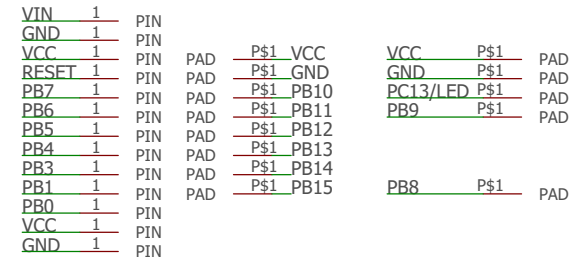 VIN 1 PIN
GND 1 PIN
VCC 1 PIN
RESET 1 PIN
PB7 1 PIN
PB6 1 PIN
PB5 1 PIN
PB4 1 PIN
PB3 1 PIN
PB1 1 PIN
PB0 1 PIN
VCC 1 PIN
GND 1 PIN
PAD P$1 VCC
PAD P$1 GND
PAD P$1 PB10
PAD P$1 PB11
PAD P$1 PB12
PAD P$1 PB13
PAD P$1 PB14
PAD P$1 PB15
VCC P$1 PAD
GND P$1 PAD
PC13/LED P$1 PAD
PB9 P$1 PAD
PB8 P$1 PAD